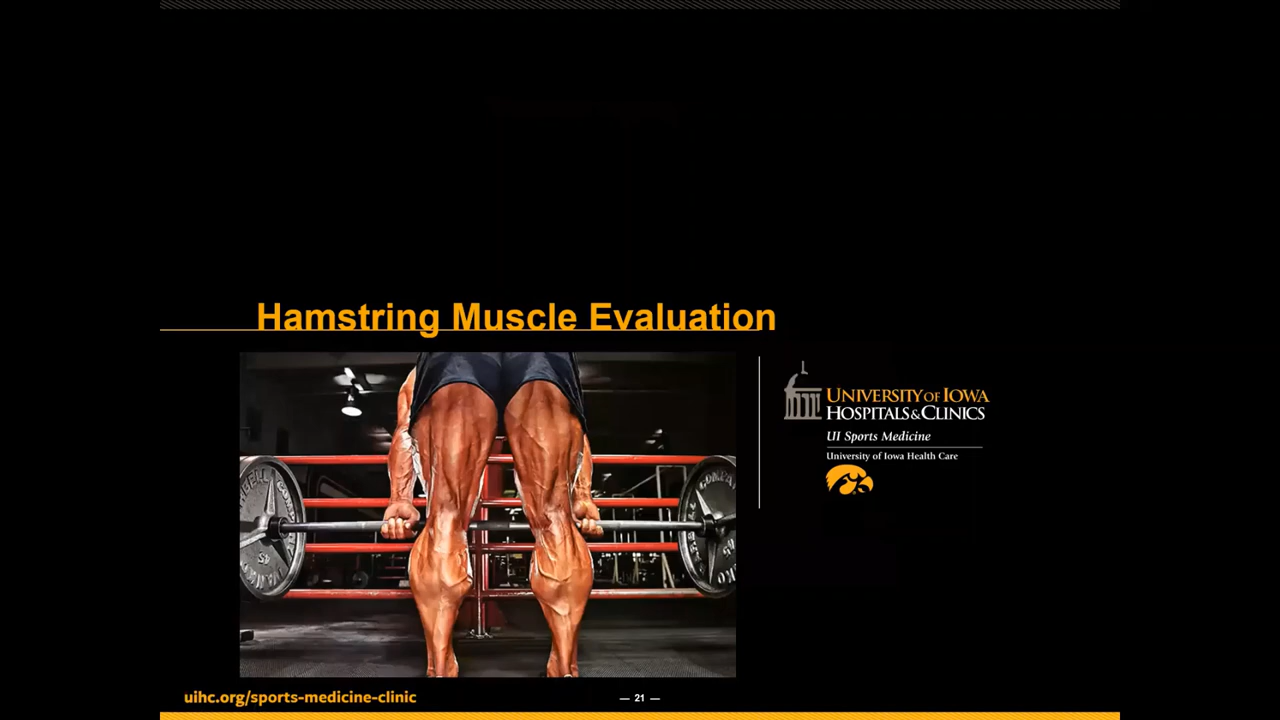 Hamstring Muscle Evaluation
UNIVERSITY OF IOWA
HOSPITALS & CLINICS
UI Sports Medicine
University of Iowa Health Care
45
uihc.org/sports-medicine-clinic
— 21 —